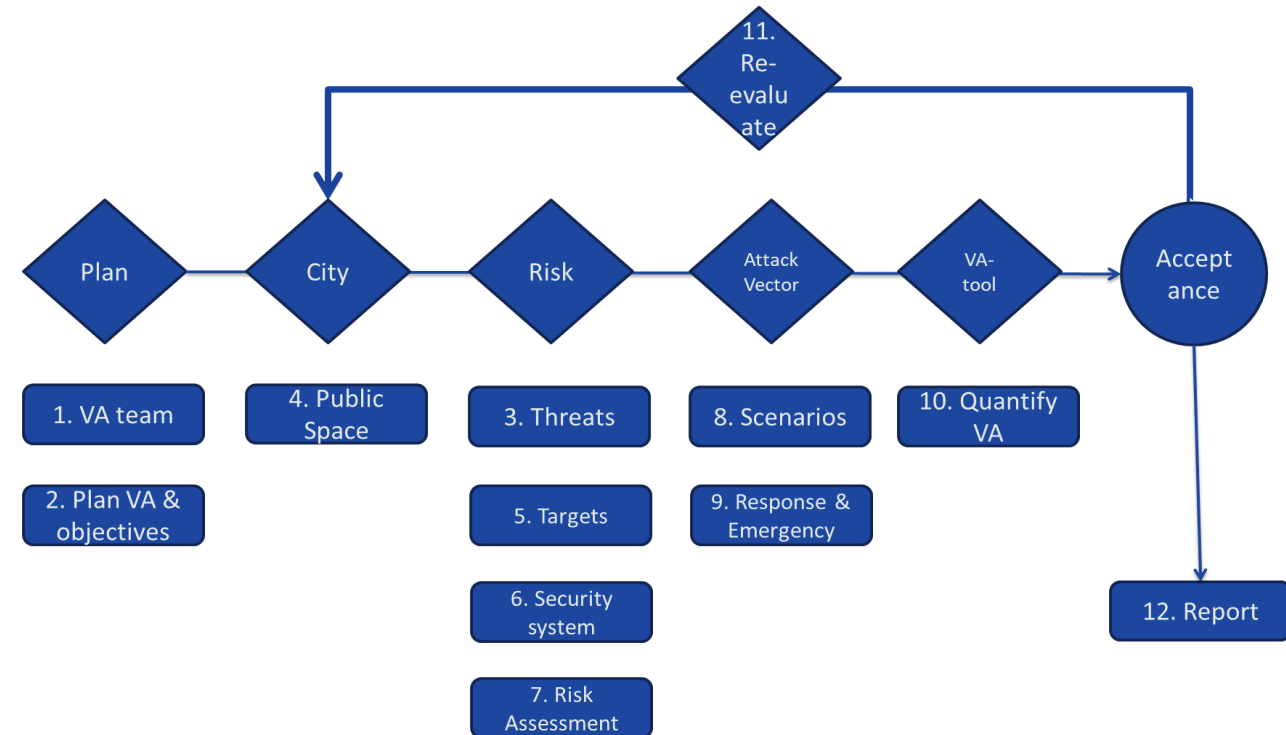 11.
Re-
evalu
ate
Plan
City
Risk
Attack
Vector
VA-
tool
Accept
ance
1. VA team
4. Public
Space
3. Threats
8. Scenarios
10. Quantify
VA
2. Plan VA &
objectives
5. Targets
9. Response &
Emergency
6. Security
system
12. Report
7. Risk
Assessment